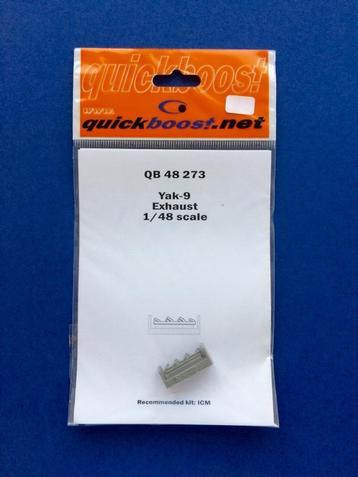 quickboost
www.
quickboost.net
QB 48 273
Yak-9
Exhaust
1/48 scale
Recommended kit: ICM